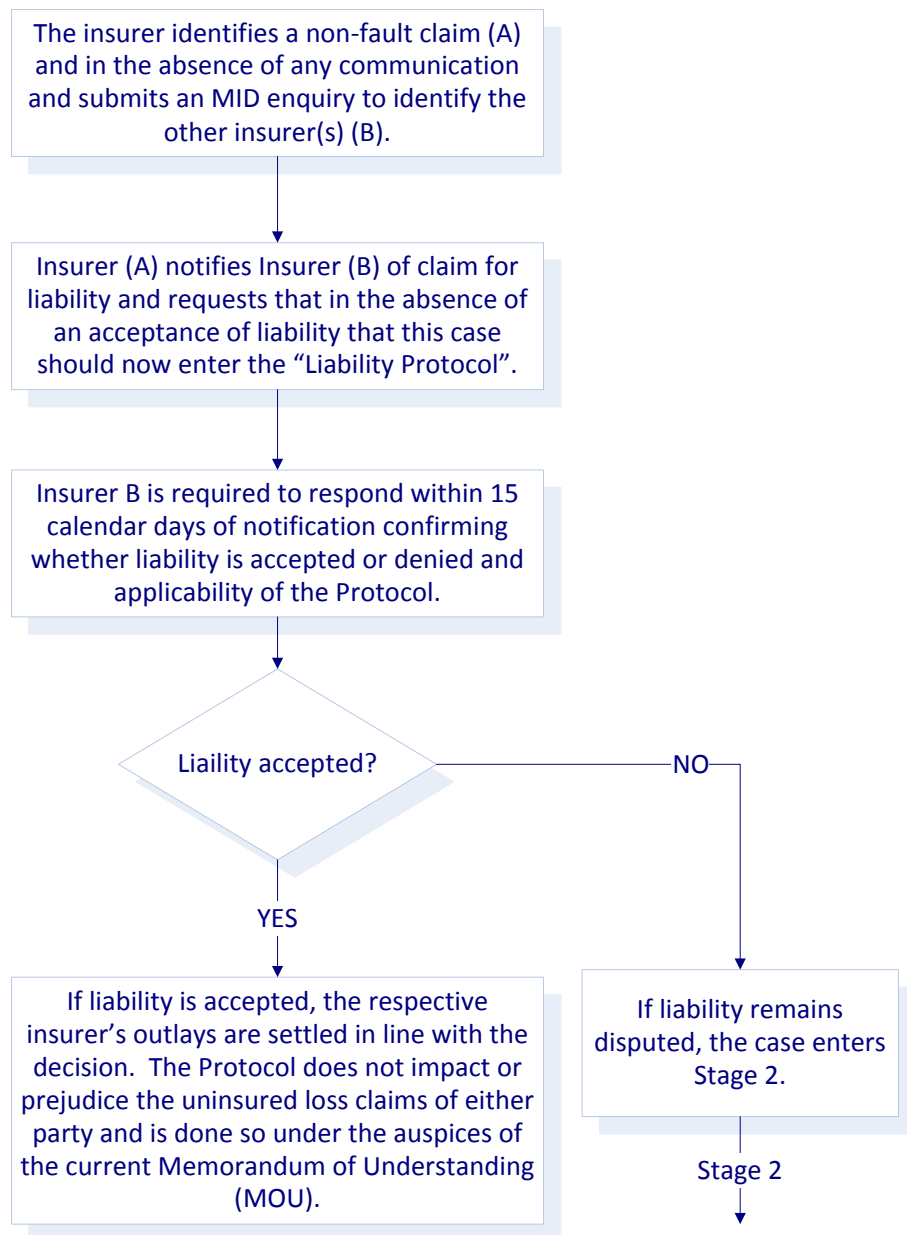 The insurer identifies a non-fault claim (A)
and in the absence of any communication
and submits an MID enquiry to identify the
other insurer(s) (B).
Insurer (A) notifies Insurer (B) of claim for
liability and requests that in the absence of
an acceptance of liability that this case
should now enter the “Liability Protocol”.
Insurer B is required to respond within 15
calendar days of notification confirming
whether liability is accepted or denied and
applicability of the Protocol.
Liaility accepted?
NO
YES
If liability is accepted, the respective
insurer’s outlays are settled in line with the
decision.  The Protocol does not impact or
prejudice the uninsured loss claims of either
party and is done so under the auspices of
the current Memorandum of Understanding
(MOU).
If liability remains
disputed, the case enters
Stage 2.
Stage 2